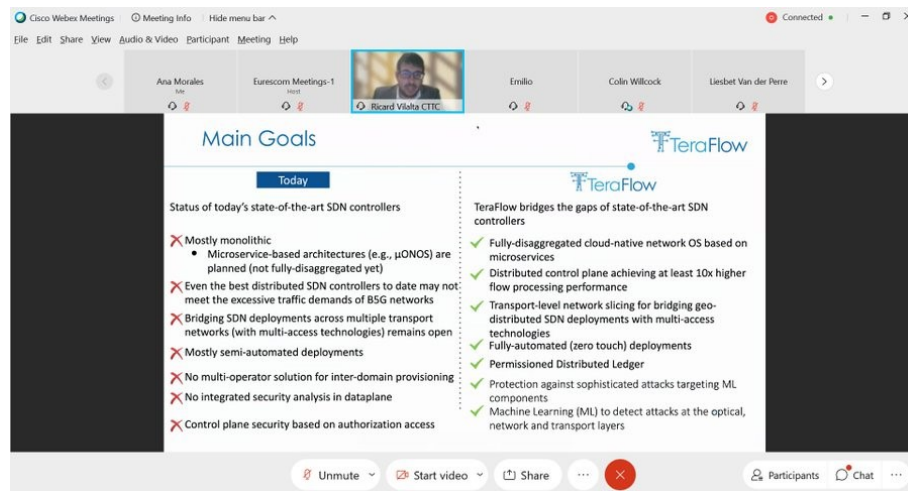 Cisco Webex Meetings
Meeting Info
Hide menu bar
Connected
File Edit Share View Audio & Video Participant Meeting Help
Ana Morales
Me
Eurescom Meetings-1
Host
Ricard Vilalta CTTC
Emilio
Colin Willcock
Liesbet Van der Perre
Main Goals
TeraFlow
Today
Status of today's state-of-the-art SDN controllers
Mostly monolithic
• Microservice-based architectures (e.g., µONOS) are
planned (not fully-disaggregated yet)
Even the best distributed SDN controllers to date may not
meet the excessive traffic demands of B5G networks
Bridging SDN deployments across multiple transport
networks (with multi-access technologies) remains open
Mostly semi-automated deployments
No multi-operator solution for inter-domain provisioning
No integrated security analysis in dataplane
Control plane security based on authorization access
TeraFlow
TeraFlow bridges the gaps of state-of-the-art SDN
controllers
Fully-disaggregated cloud-native network OS based on
microservices
Distributed control plane achieving at least 10x higher
flow processing performance
Transport-level network slicing for bridging geo-
distributed SDN deployments with multi-access
technologies
Fully-automated (zero touch) deployments
Permissioned Distributed Ledger
Protection against sophisticated attacks targeting ML
components
Machine Learning (ML) to detect attacks at the optical,
network and transport layers
Unmute
Start video
Share
Participants
Chat